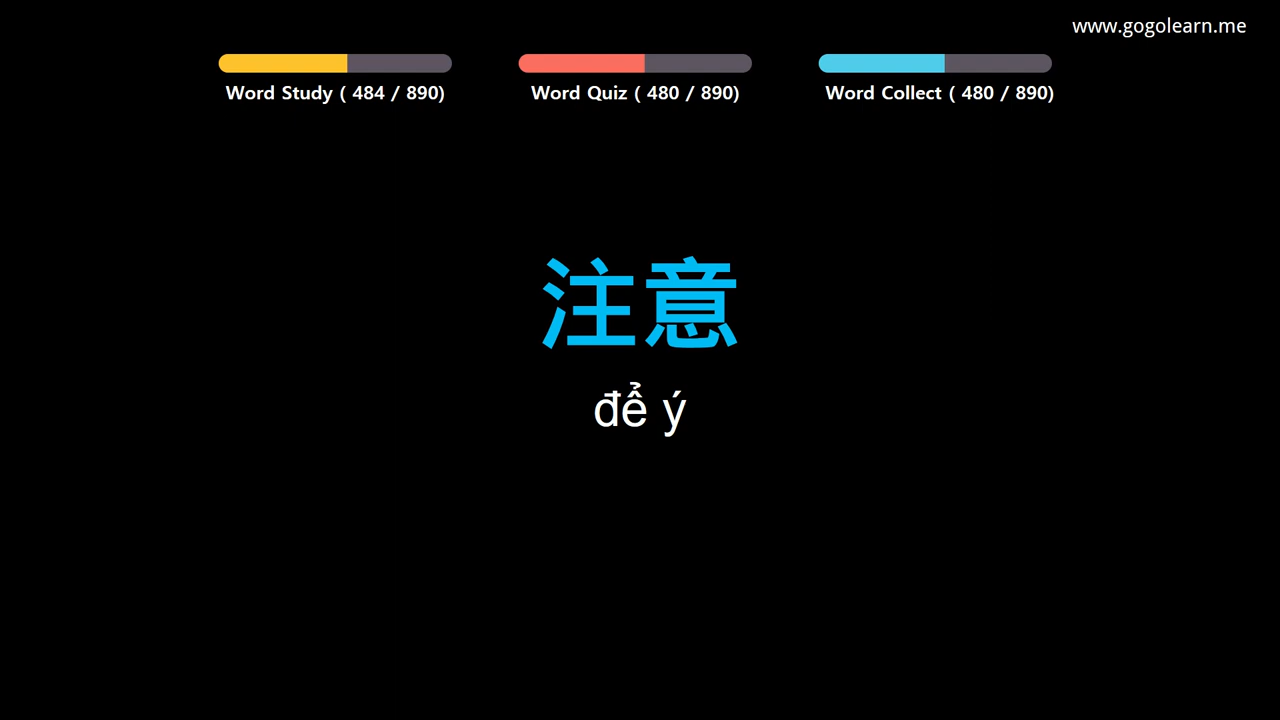 www.gogolearn.me
Word Study ( 484 / 890)
Word Quiz ( 480 / 890)
Word Collect ( 480 / 890)
注意
để ý